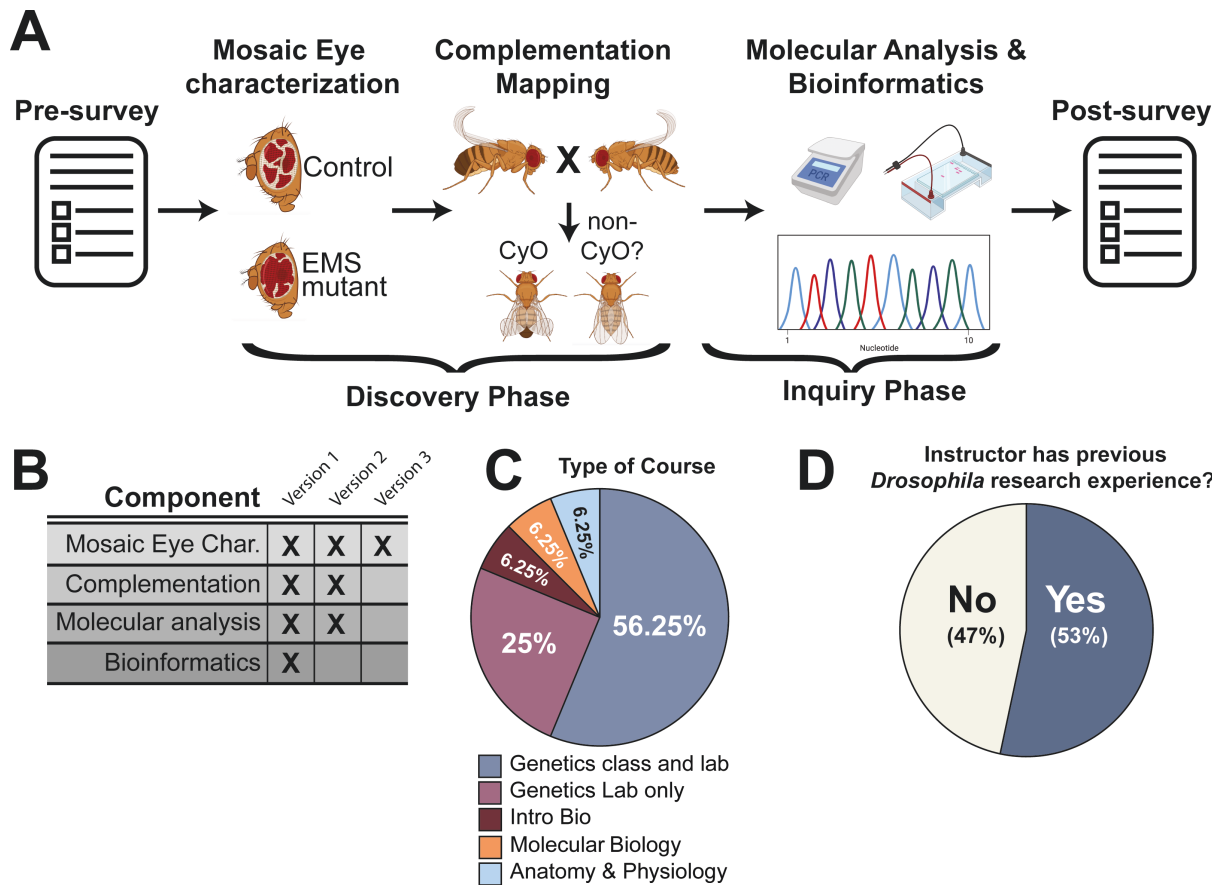 A
Pre-survey
Mosaic Eye
characterization
Control
EMS
mutant
Complementation
Mapping
X
CyO
non-
CyO?
Molecular Analysis &
Bioinformatics
PCR
1
10
Nucleotide
Post-survey
Discovery Phase
Inquiry Phase
B
Component Version 1 Version 2 Version 3
Mosaic Eye Char. X X X
Complementation X X
Molecular analysis X X
Bioinformatics X
C
Type of Course
6.25%
6.25%
6.25%
25%
56.25%
Genetics class and lab
Genetics Lab only
Intro Bio
Molecular Biology
Anatomy & Physiology
D
Instructor has previous
Drosophila research experience?
No
(47%)
Yes
(53%)